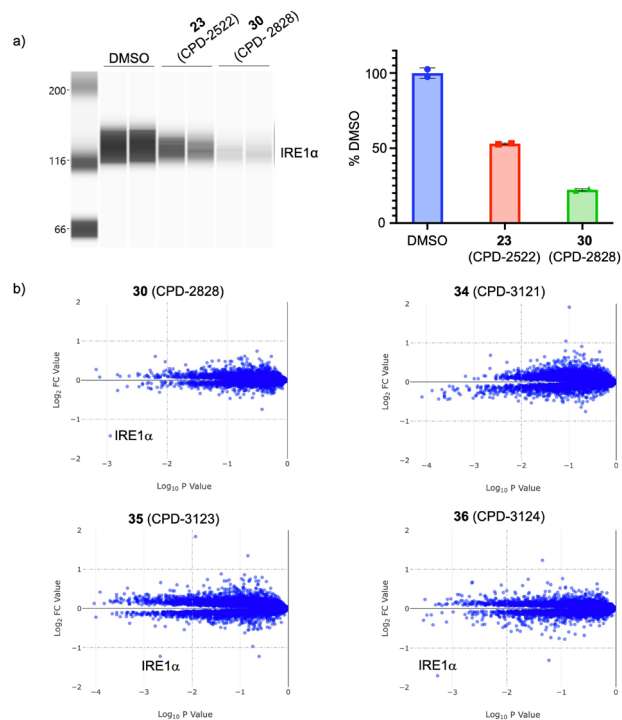 a)
23
(CPD-2522)
30
(CPD- 2828)
DMSO
200
116
66
IRE1α
% DMSO
100
50
0
DMSO
23
(CPD-2522)
30
(CPD-2828)
b)
30 (CPD-2828)
Log2 FC Value
2
1
0
−1
−2
IRE1α
−3 −2 −1 0
Log10 P Value
34 (CPD-3121)
Log2 FC Value
2
1
0
−1
−2
−4 −3 −2 −1 0
Log10 P Value
35 (CPD-3123)
Log2 FC Value
2
1
0
−1
−2
IRE1α
−4 −3 −2 −1 0
Log10 P Value
36 (CPD-3124)
Log2 FC Value
2
1
0
−1
−2
IRE1α
−4 −3 −2 −1 0
Log10 P Value